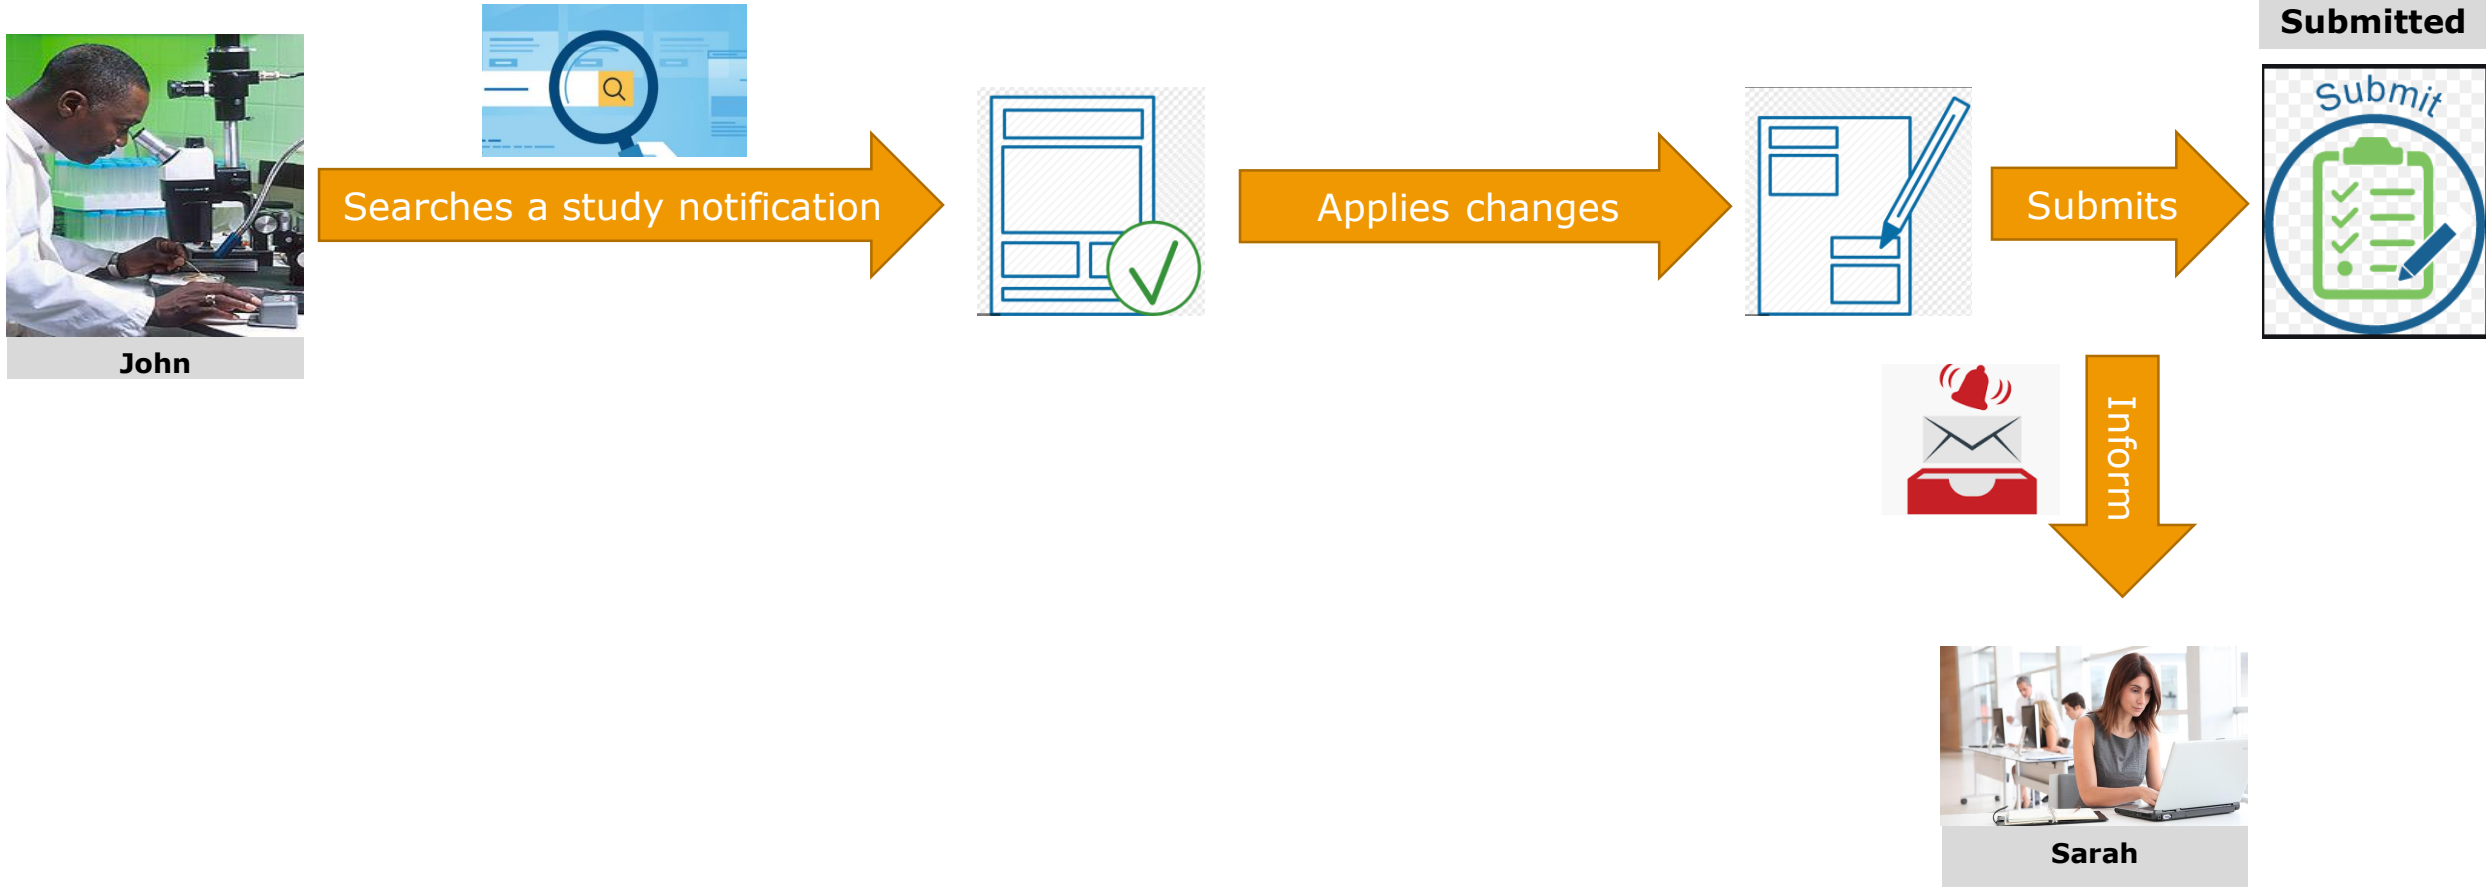 Submitted
Submit
Searches a study notification
Applies changes
Submits
John
Inform
Sarah